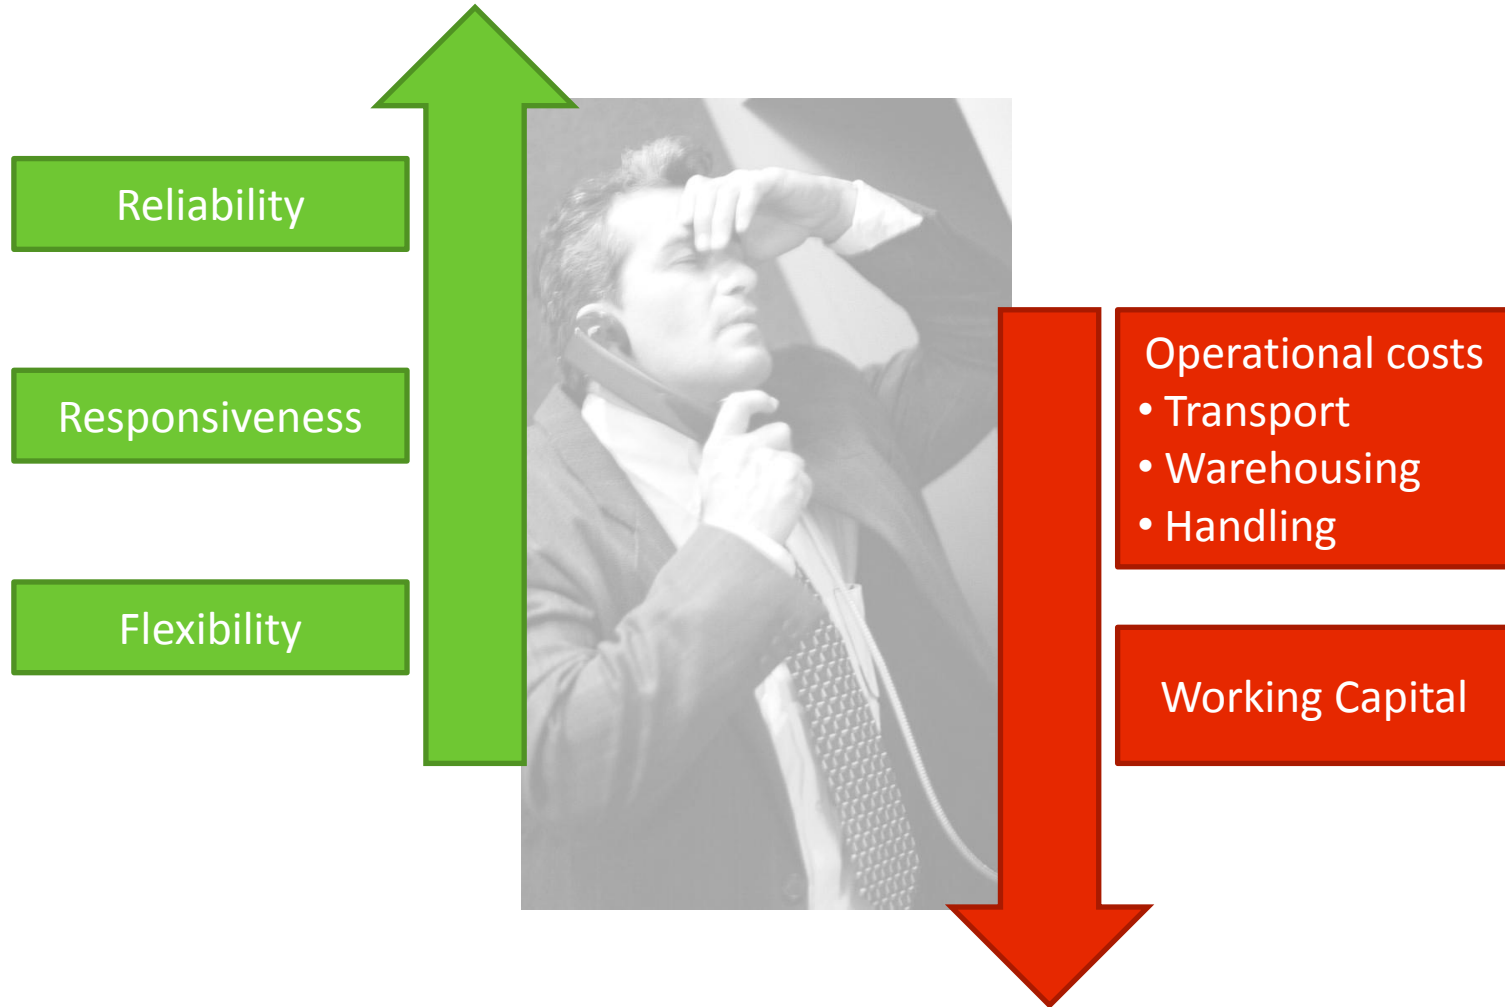 Reliability
Responsiveness
Flexibility
Operational costs
• Transport
• Warehousing
• Handling
Working Capital